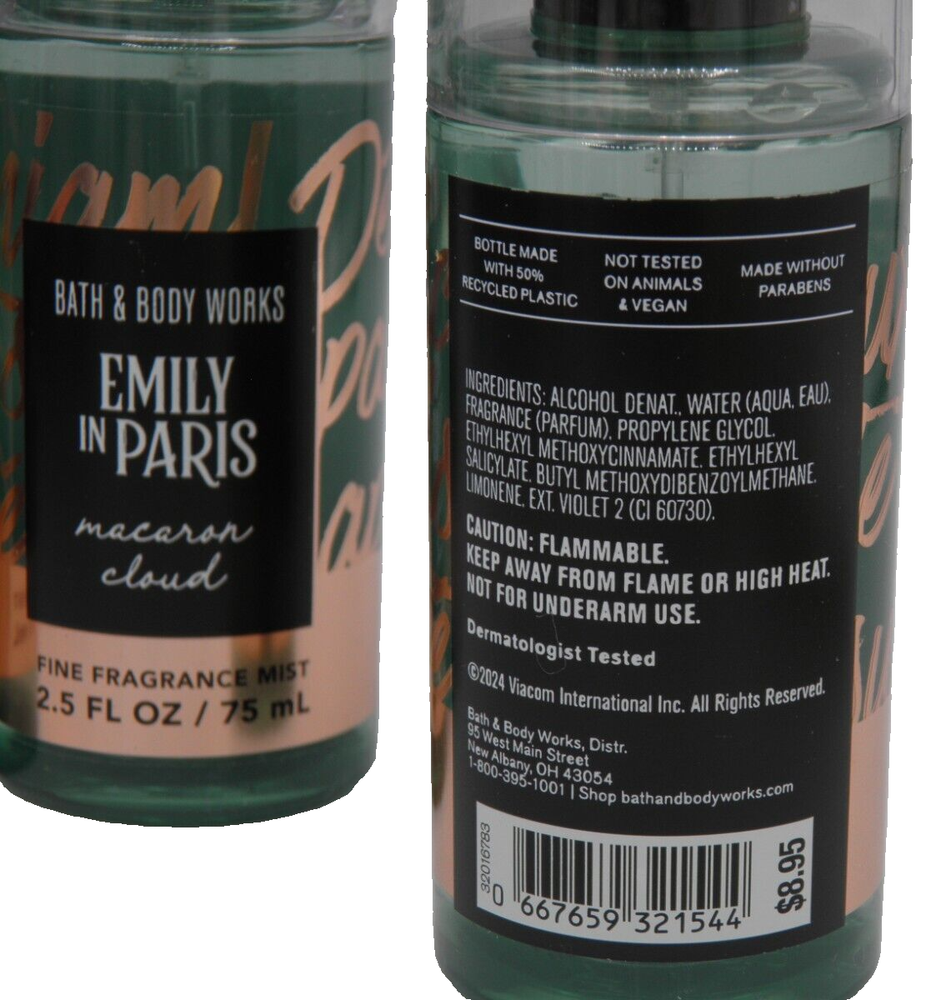 BATH & BODY WORKS
EMILY
IN PARIS
macaron
cloud
FINE FRAGRANCE MIST
2.5 FL OZ / 75 mL
BOTTLE MADE
WITH 50%
RECYCLED PLASTIC
NOT TESTED
ON ANIMALS
& VEGAN
MADE WITHOUT
PARABENS
INGREDIENTS: ALCOHOL DENAT., WATER (AQUA, EAU),
FRAGRANCE (PARFUM), PROPYLENE GLYCOL,
ETHYLHEXYL METHOXYCINNAMATE, ETHYLHEXYL
SALICYLATE, BUTYL METHOXYDIBENZOYLMETHANE,
LIMONENE, EXT. VIOLET 2 (CI 60730).
CAUTION: FLAMMABLE.
KEEP AWAY FROM FLAME OR HIGH HEAT.
NOT FOR UNDERARM USE.
Dermatologist Tested
©2024 Viacom International Inc. All Rights Reserved.
Bath & Body Works, Distr.
95 West Main Street
New Albany, OH 43054
1-800-395-1001 | Shop bathandbodyworks.com
32016783
0 667659 321544
$8.95